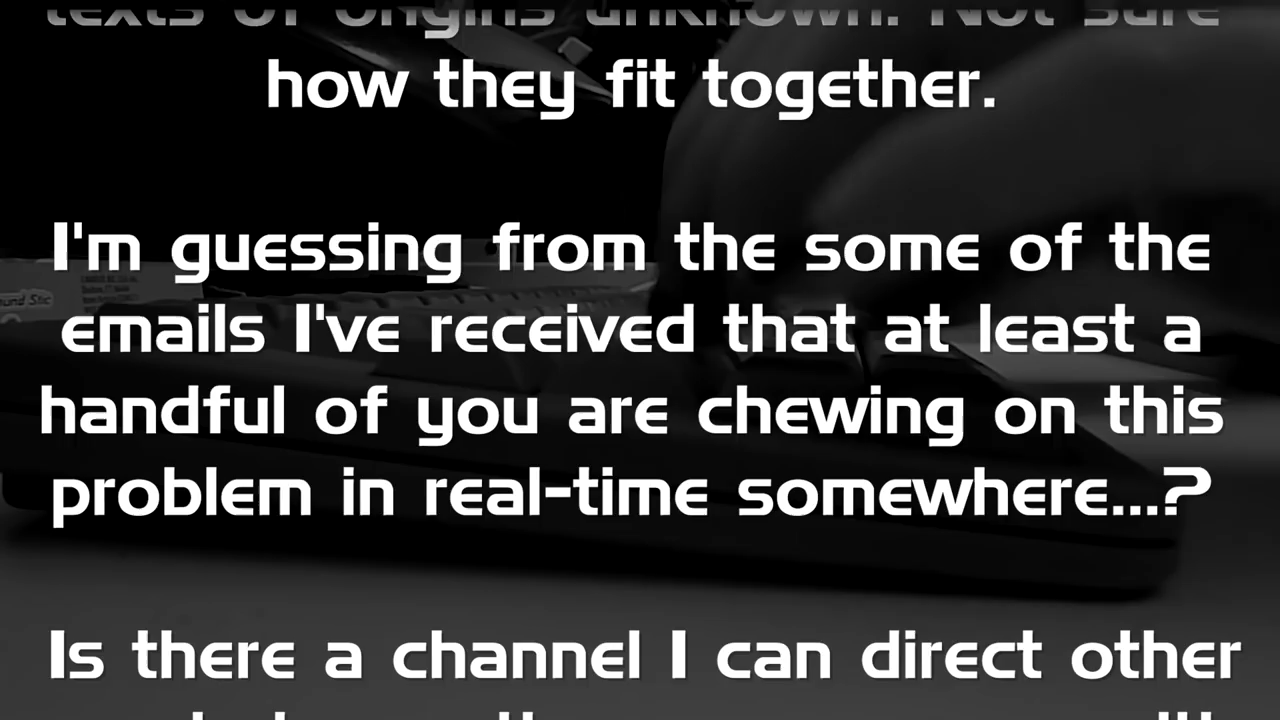 texts of origins unknown. Not sure
how they fit together.
I'm guessing from the some of the
emails I've received that at least a
handful of you are chewing on this
problem in real-time somewhere...?
Is there a channel I can direct other